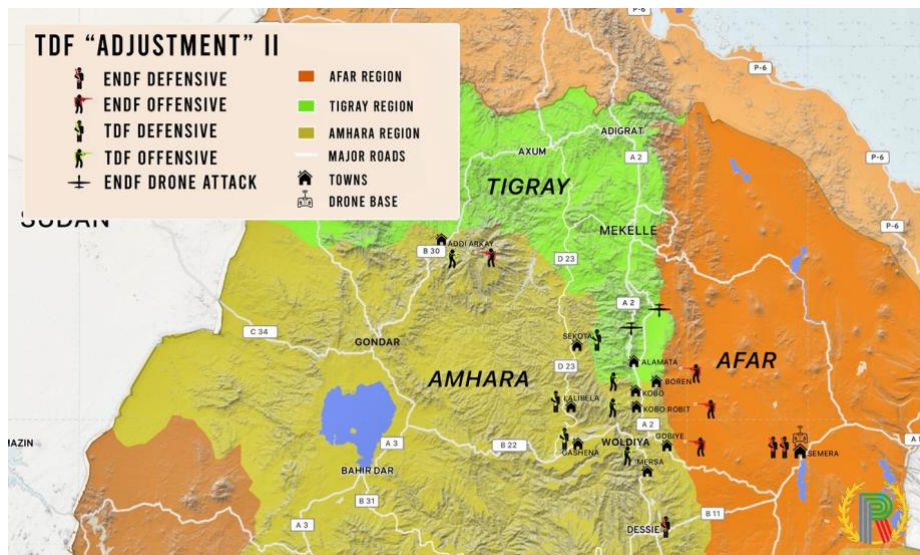 TDF “ADJUSTMENT” II
ENDF DEFENSIVE
ENDF OFFENSIVE
TDF DEFENSIVE
TDF OFFENSIVE
ENDF DRONE ATTACK
AFAR REGION
TIGRAY REGION
AMHARA REGION
MAJOR ROADS
TOWNS
DRONE BASE
P-6
P-6
P-6
P-6
SUDAN
ADIGRAT
AXUM
A 2
TIGRAY
MEKELLE
ADDI ARKAY
B 30
D 23
A 2
C 34
GONDAR
SEKOTA
ALAMATA
AFAR
D 23
BOREN
AMHARA
KOBO
LALIBELA
KOBO ROBIT
A 2
MAZIN
A 3
B 22
WOLDIYA
GOBIYE
GASHENA
SEMERA
MERSA
BAHIR DAR
B 31
A 3
B 11
DESSIE